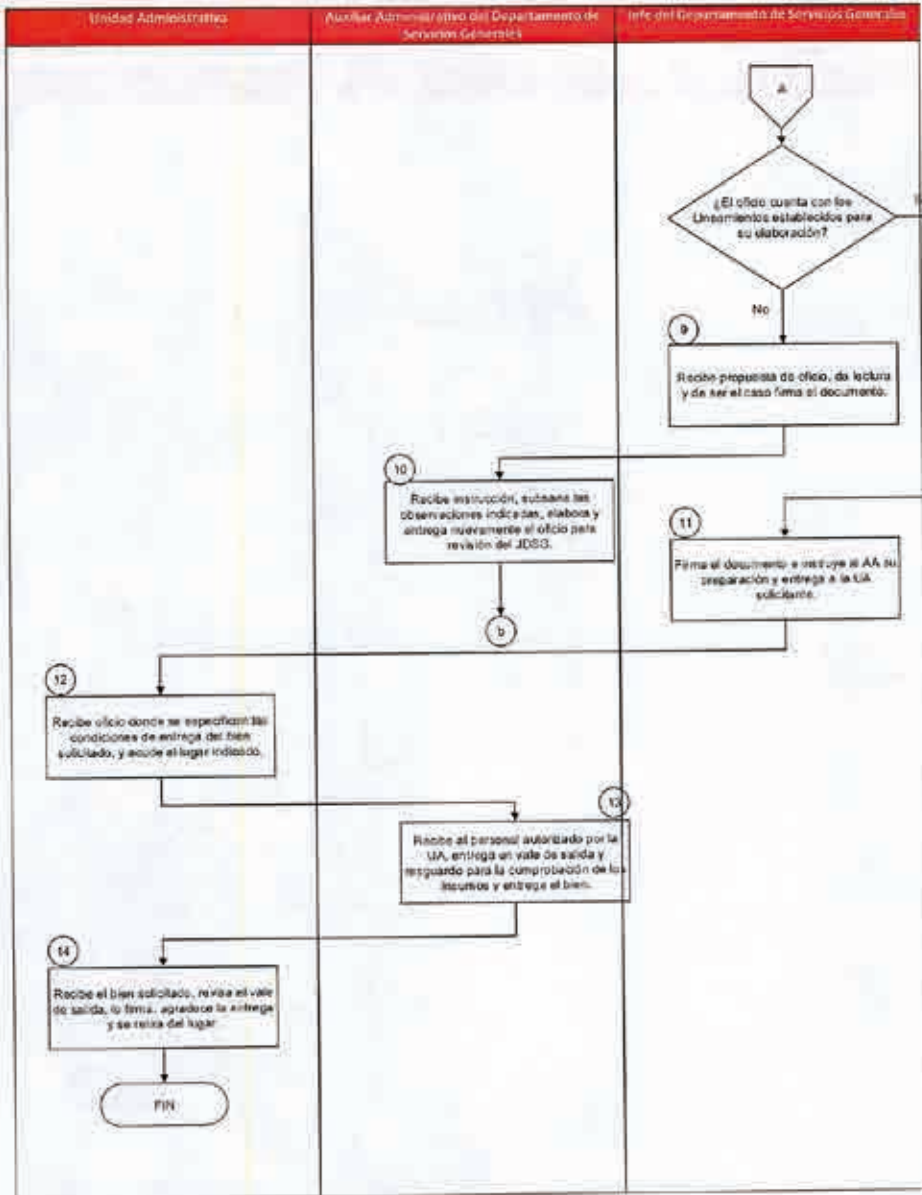 Unidad Administrativa
Auxiliar Administrativo del Departamento de
Servicios Generales
Jefe del Departamento de Servicios Generales
A
¿El oficio cuenta con los
Lineamientos establecidos para
su elaboración?
No
9
Recibe propuesta de oficio, da lectura
y de ser el caso firma el documento.
10
Recibe instrucción, subsana las
observaciones indicadas, elabora y
entrega nuevamente el oficio para
revisión del JDSG.
11
Firma el documento e instruye al AA su
preparación y entrega a la UA
solicitante.
b
12
Recibe oficio donde se especifican las
condiciones de entrega del bien
solicitado, y acude al lugar indicado.
13
Recibe al personal autorizado por la
UA, entrega un vale de salida y
resguardo para la comprobación de los
insumos y entrega el bien.
14
Recibe el bien solicitado, revisa el vale
de salida, lo firma, agradece la entrega
y se retira del lugar
FIN